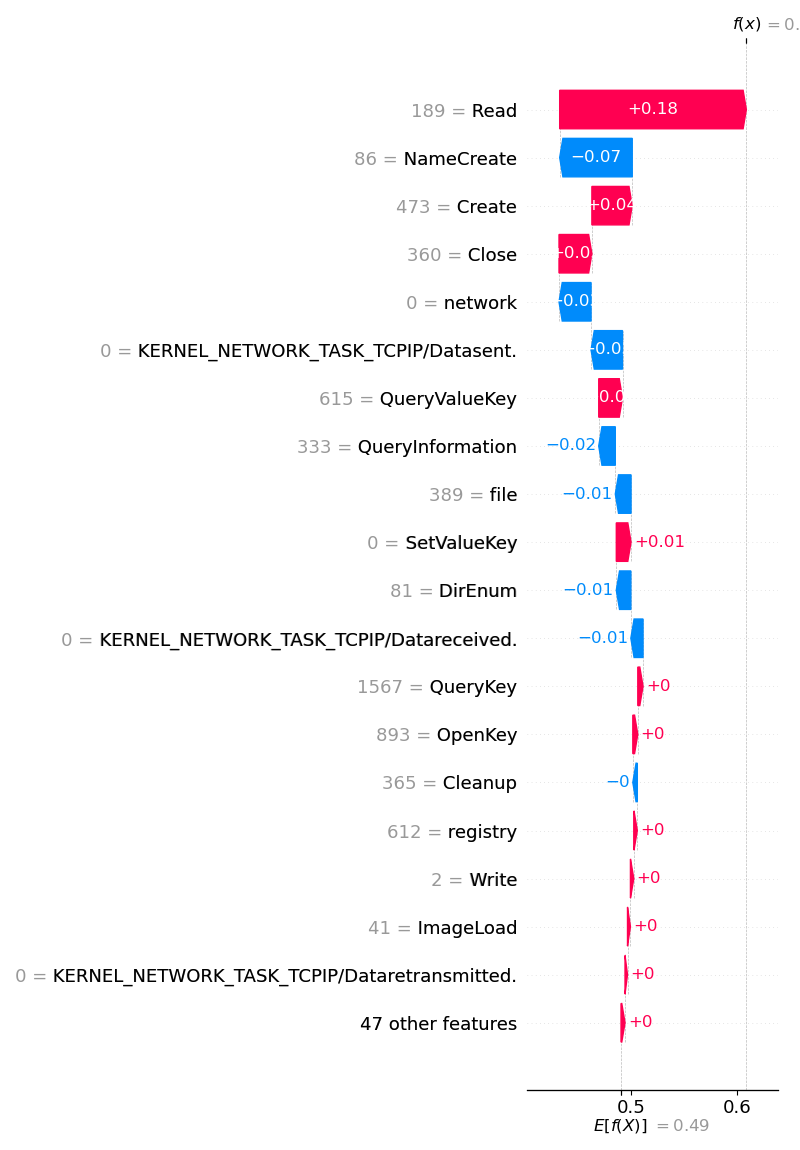 f(x) = 0.
189 = Read
+0.18
86 = NameCreate
−0.07
473 = Create
+0.04
360 = Close
0 = network
0 = KERNEL_NETWORK_TASK_TCPIP/Datasent.
615 = QueryValueKey
333 = QueryInformation
−0.02
389 = file
−0.01
0 = SetValueKey
+0.01
81 = DirEnum
−0.01
0 = KERNEL_NETWORK_TASK_TCPIP/Datareceived.
−0.01
1567 = QueryKey
+0
893 = OpenKey
+0
365 = Cleanup
−0
612 = registry
+0
2 = Write
+0
41 = ImageLoad
+0
0 = KERNEL_NETWORK_TASK_TCPIP/Dataretransmitted.
+0
47 other features
+0
0.5
0.6
E[f(X)] = 0.49